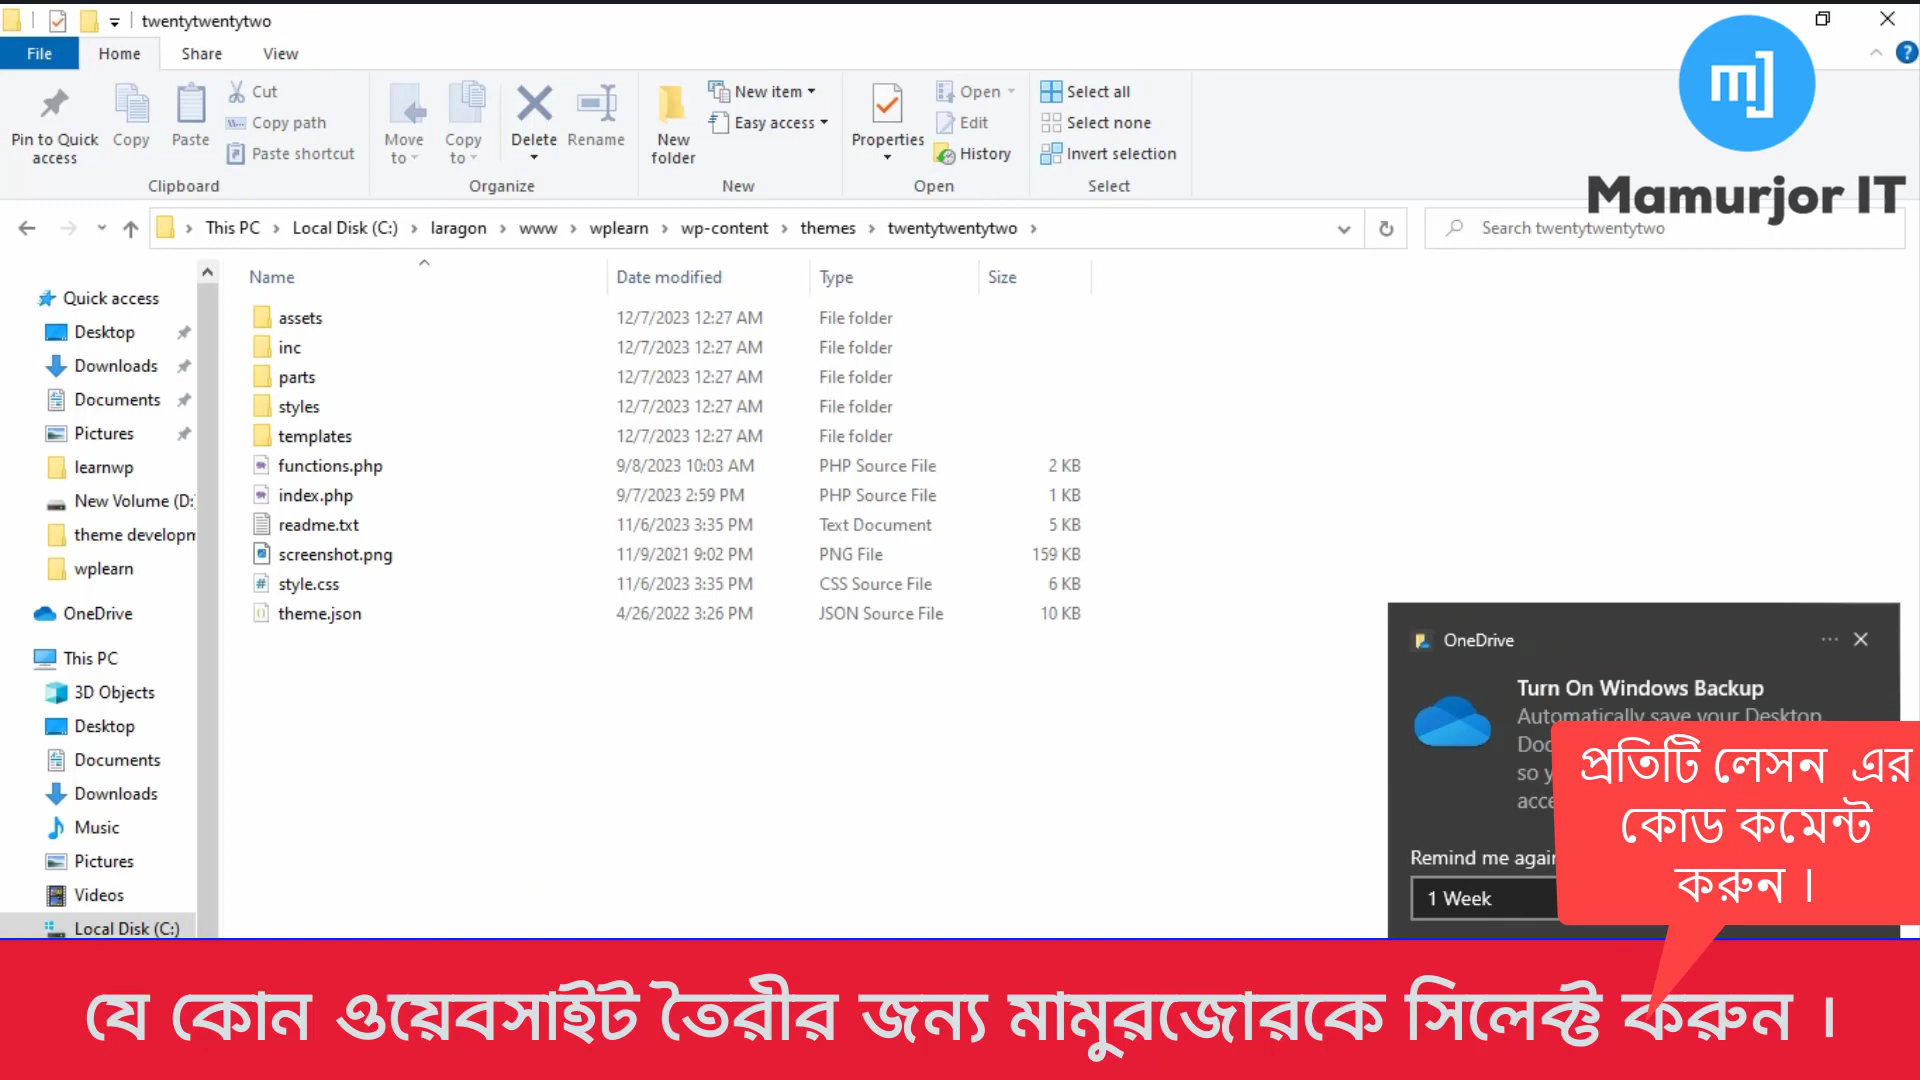 twentytwentytwo
File Home Share View
Pin to Quick access
Copy
Paste
Cut
Copy path
Paste shortcut
Clipboard
Move to
Copy to
Delete
Rename
Organize
New folder
New item
Easy access
New
Properties
Open
Edit
History
Open
Select all
Select none
Invert selection
Select
m]
Mamurjor IT
This PC › Local Disk (C:) › laragon › www › wplearn › wp-content › themes › twentytwentytwo ›
Search twentytwentytwo
Quick access
Desktop
Downloads
Documents
Pictures
learnwp
New Volume (D:
theme developm
wplearn
OneDrive
This PC
3D Objects
Desktop
Documents
Downloads
Music
Pictures
Videos
Local Disk (C:)
Name Date modified Type Size
assets 12/7/2023 12:27 AM File folder
inc 12/7/2023 12:27 AM File folder
parts 12/7/2023 12:27 AM File folder
styles 12/7/2023 12:27 AM File folder
templates 12/7/2023 12:27 AM File folder
functions.php 9/8/2023 10:03 AM PHP Source File 2 KB
index.php 9/7/2023 2:59 PM PHP Source File 1 KB
readme.txt 11/6/2023 3:35 PM Text Document 5 KB
screenshot.png 11/9/2021 9:02 PM PNG File 159 KB
style.css 11/6/2023 3:35 PM CSS Source File 6 KB
theme.json 4/26/2022 3:26 PM JSON Source File 10 KB
OneDrive
Turn On Windows Backup
Automatically save your Desktop,
Doc
so y
acce
Remind me again
1 Week
প্রতিটি লেসন এর
কোড কমেন্ট
করুন ।
যে কোন ওয়েবসাইট তৈরীর জন্য মামুরজোরকে সিলেক্ট করুন ।